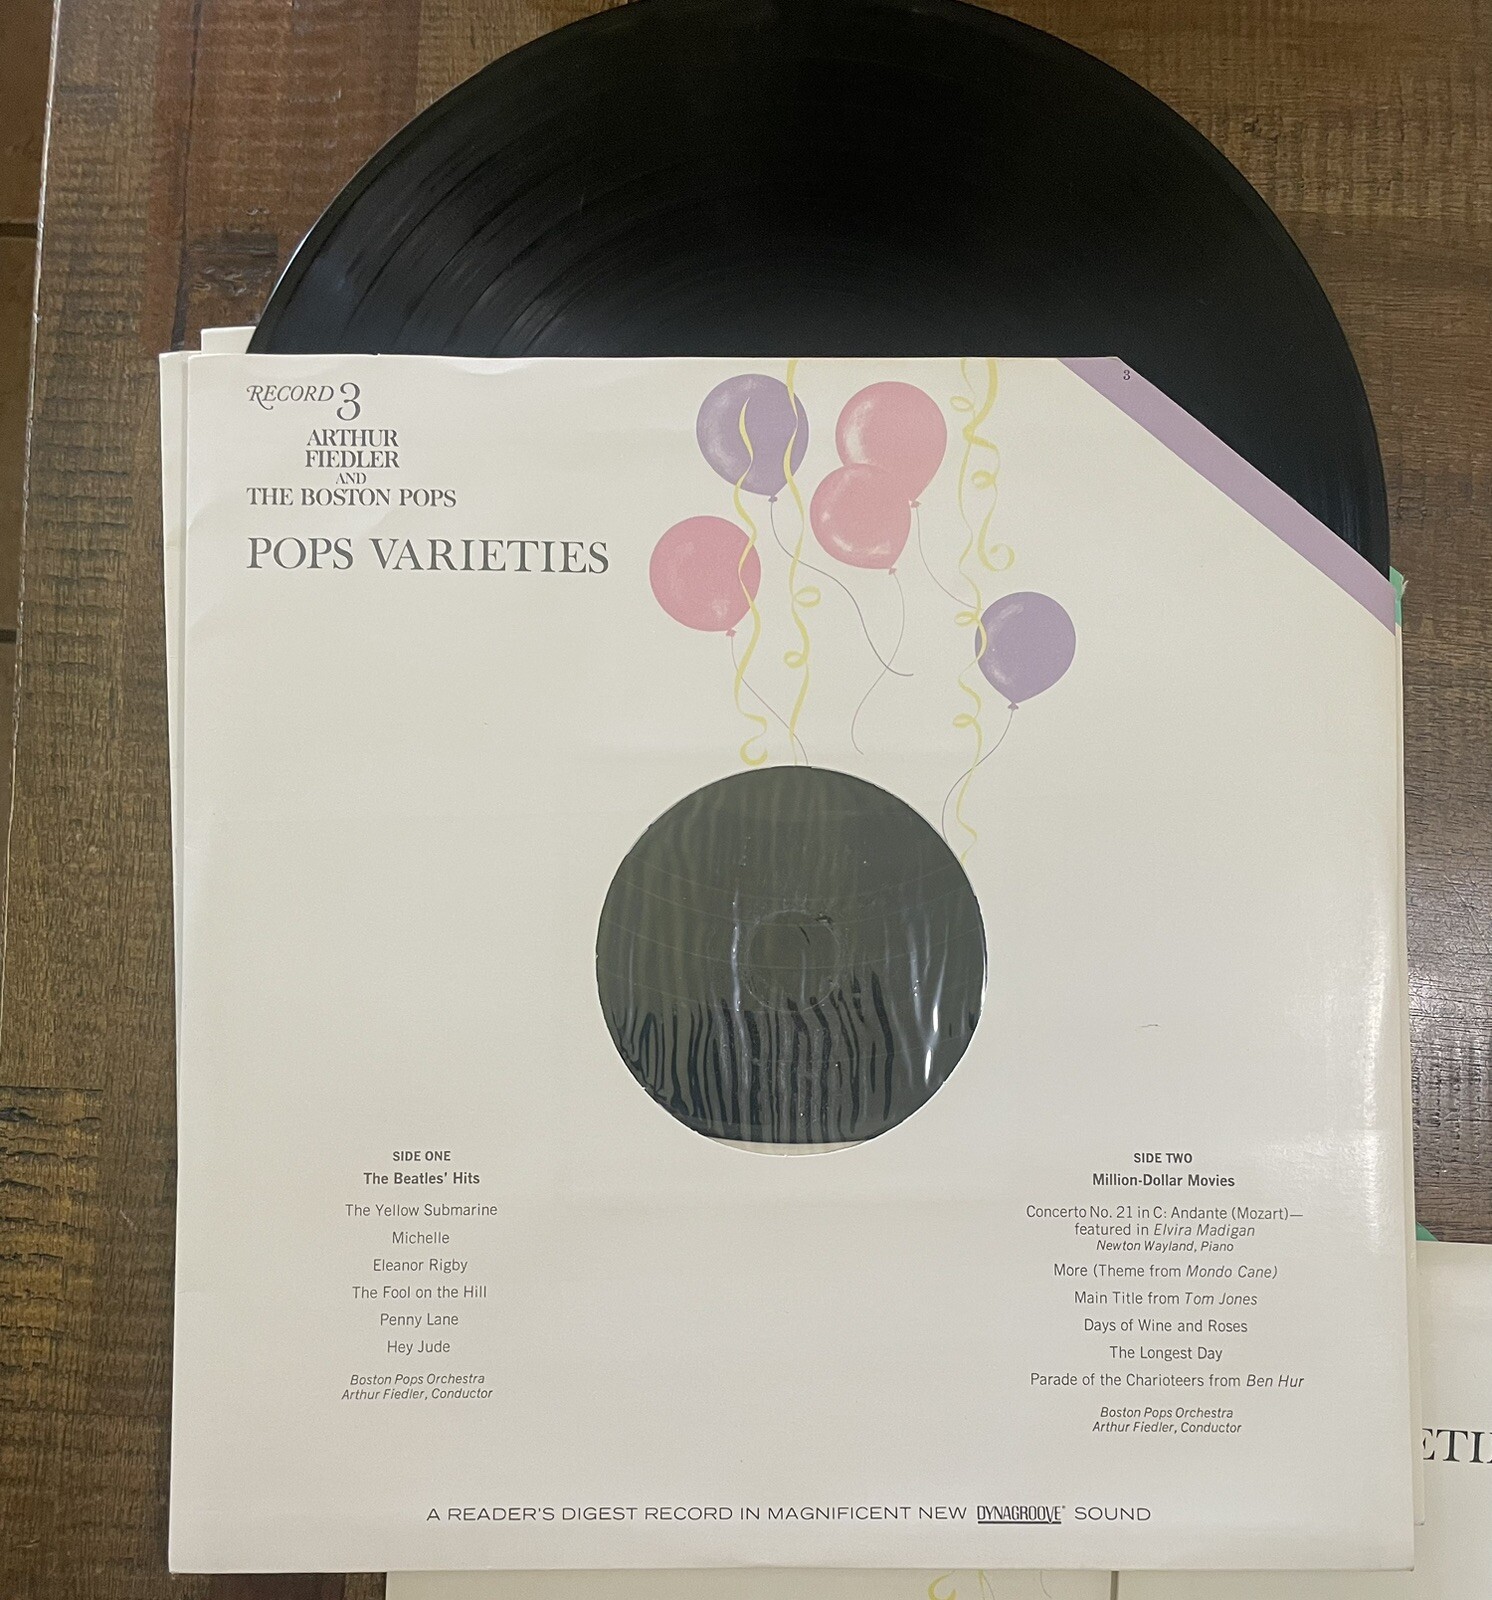 RECORD 3
3
ARTHUR
FIEDLER
AND
THE BOSTON POPS
POPS VARIETIES
SIDE ONE
The Beatles' Hits
The Yellow Submarine
Michelle
Eleanor Rigby
The Fool on the Hill
Penny Lane
Hey Jude
Boston Pops Orchestra
Arthur Fiedler, Conductor
SIDE TWO
Million-Dollar Movies
Concerto No. 21 in C: Andante (Mozart)—
featured in Elvira Madigan
Newton Wayland, Piano
More (Theme from Mondo Cane)
Main Title from Tom Jones
Days of Wine and Roses
The Longest Day
Parade of the Charioteers from Ben Hur
Boston Pops Orchestra
Arthur Fiedler, Conductor
A READER'S DIGEST RECORD IN MAGNIFICENT NEW DYNAGROOVE® SOUND